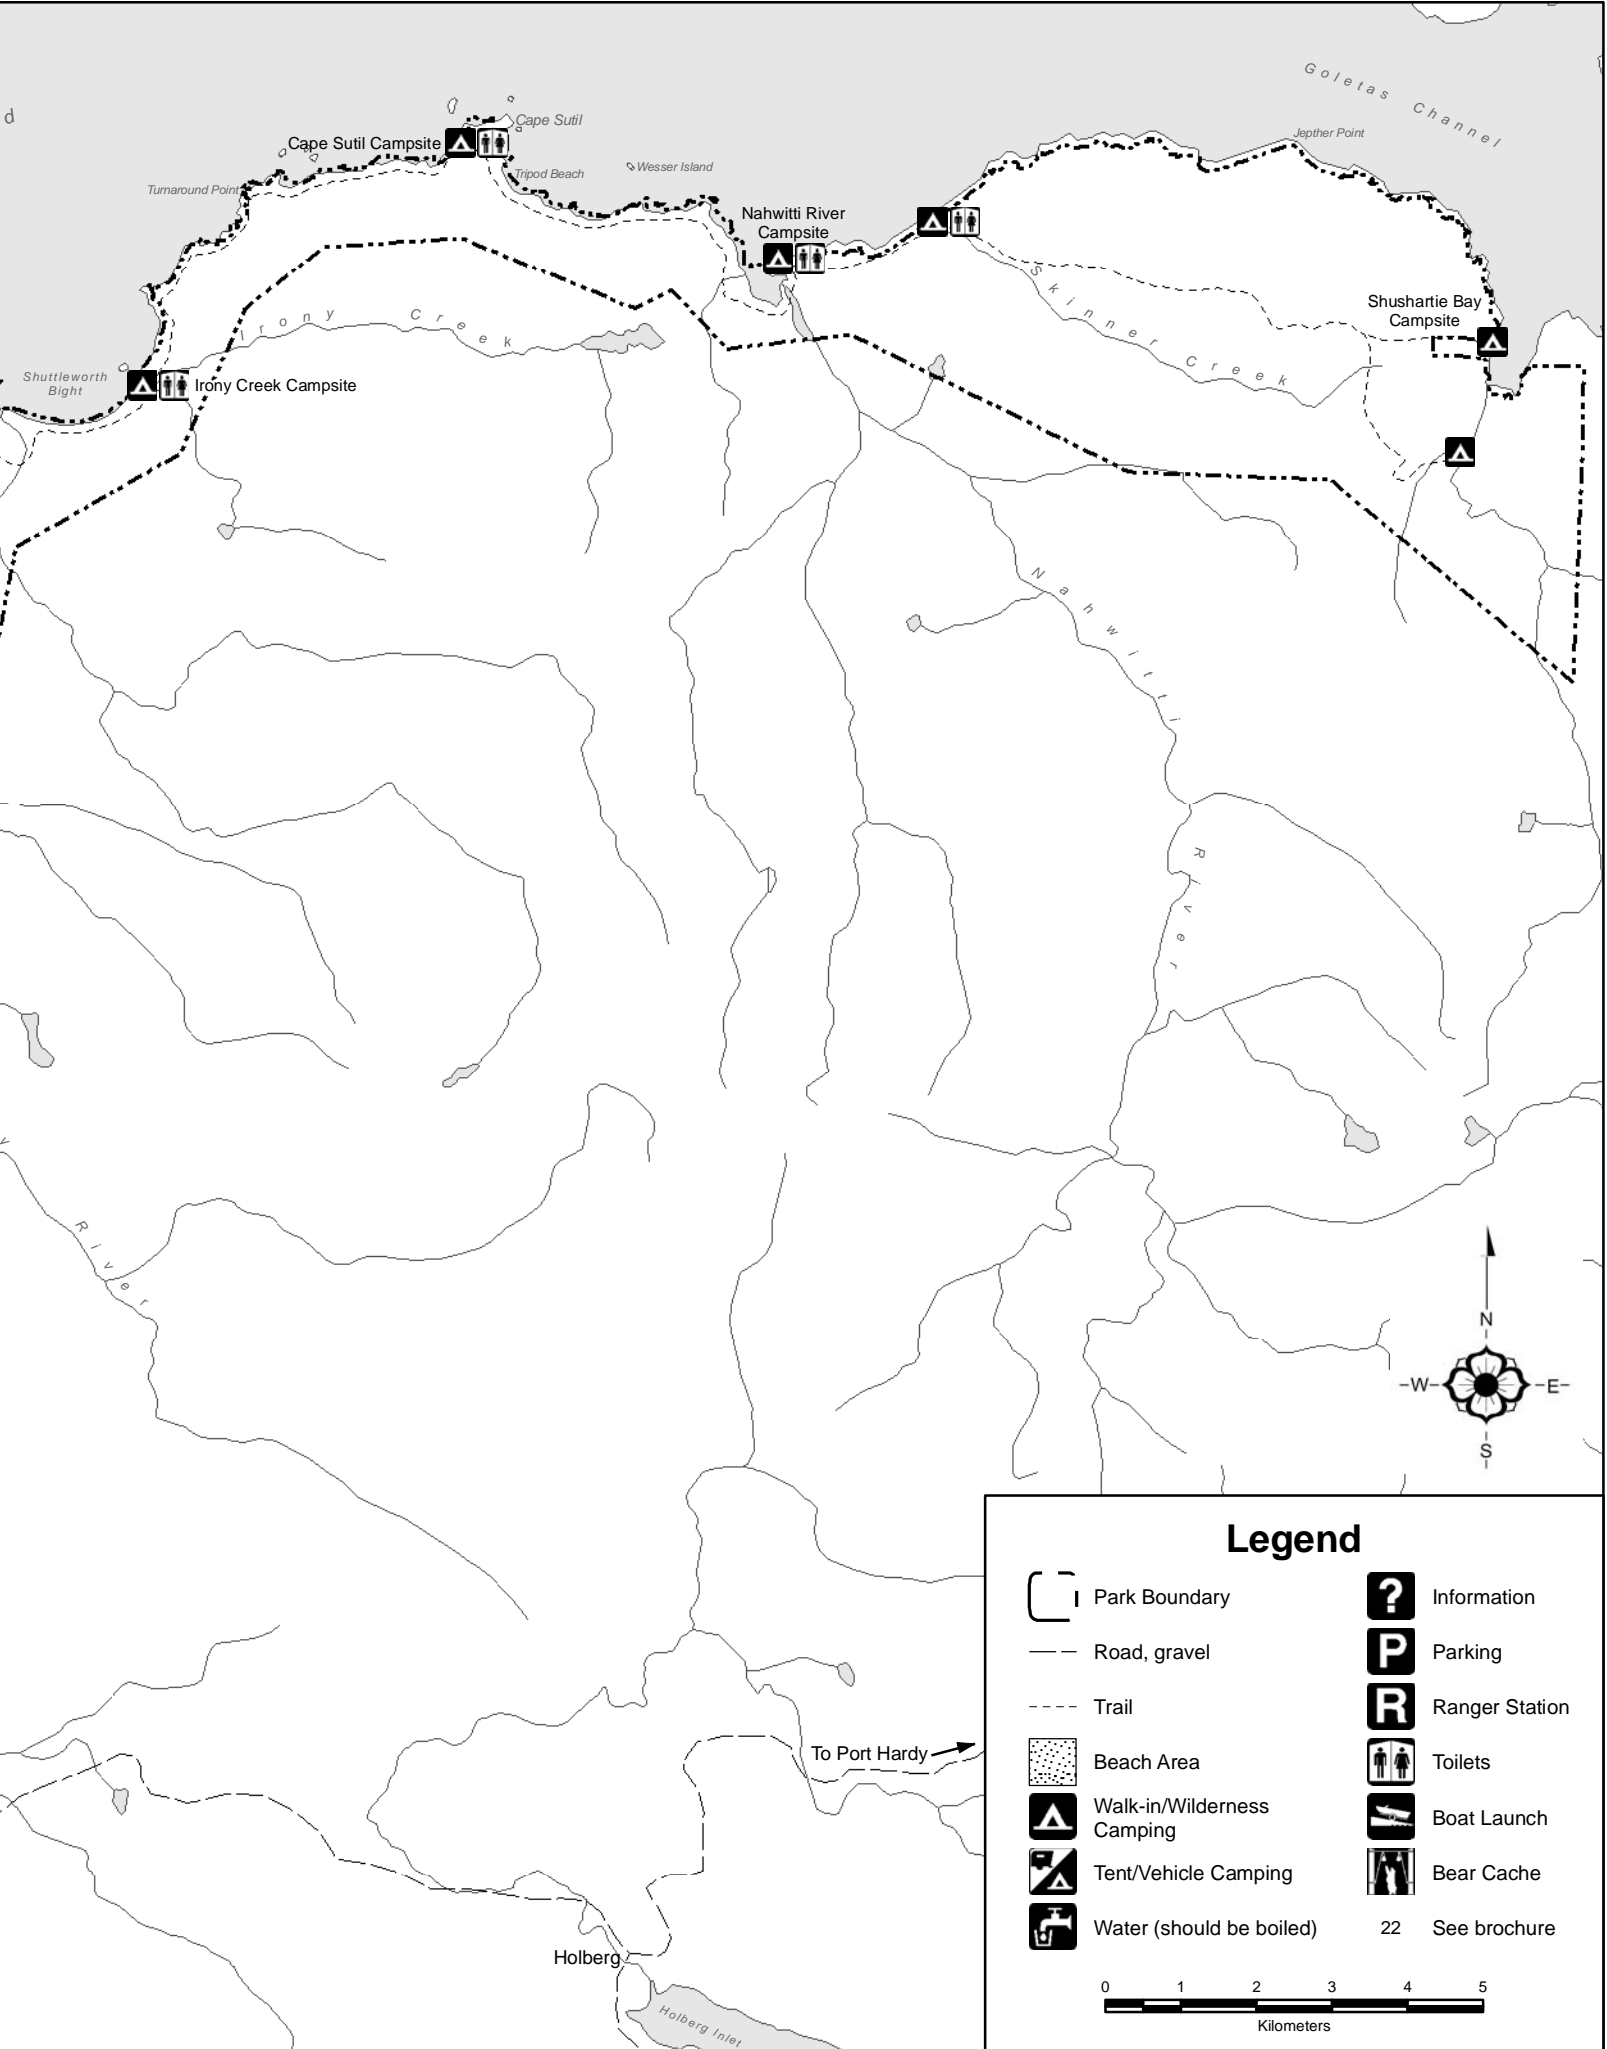 Goletas Channel
d
Cape Sutil
Jepther Point
Cape Sutil Campsite
Wesser Island
Tripod Beach
Turnaround Point
Nahwitti River
Campsite
Skinner Creek
Shushartie Bay
Campsite
Irony Creek
Shuttleworth
Bight
Irony Creek Campsite
Nahwitti River
y River
N
W
E
S
To Port Hardy
Holberg
Holberg Inlet
Legend
Park Boundary
Road, gravel
Trail
Beach Area
Walk-in/Wilderness
Camping
Tent/Vehicle Camping
Water (should be boiled)
? Information
P Parking
R Ranger Station
Toilets
Boat Launch
Bear Cache
22 See brochure
0 1 2 3 4 5
Kilometers